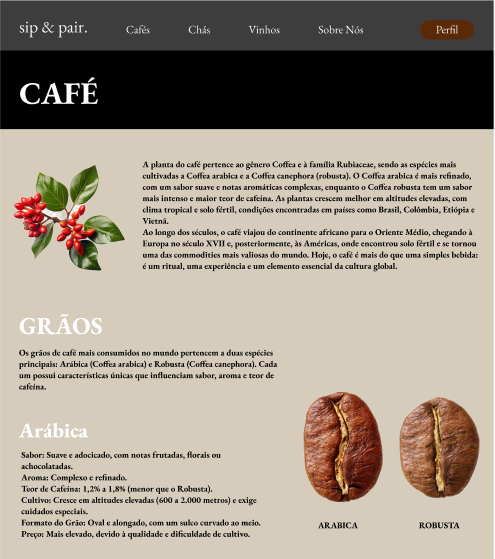 sip & pair.
Cafés
Chás
Vinhos
Sobre Nós
Perfil
CAFÉ
A planta do café pertence ao gênero Coffea e à família Rubiaceae, sendo as espécies mais
cultivadas a Coffea arabica e a Coffea canephora (robusta). O Coffea arabica é mais refinado,
com um sabor suave e notas aromáticas complexas, enquanto o Coffea robusta tem um sabor
mais intenso e maior teor de cafeína. As plantas crescem melhor em altitudes elevadas, com
clima tropical e solo fértil, condições encontradas em países como Brasil, Colômbia, Etiópia e
Vietnã.
Ao longo dos séculos, o café viajou do continente africano para o Oriente Médio, chegando à
Europa no século XVII e, posteriormente, às Américas, onde encontrou solo fértil e se tornou
uma das commodities mais valiosas do mundo. Hoje, o café é mais do que uma simples bebida:
é um ritual, uma experiência e um elemento essencial da cultura global.
GRÃOS
Os grãos de café mais consumidos no mundo pertencem a duas espécies
principais: Arábica (Coffea arabica) e Robusta (Coffea canephora). Cada
um possui características únicas que influenciam sabor, aroma e teor de
cafeína.
Arábica
Sabor: Suave e adocicado, com notas frutadas, florais ou
achocolatadas.
Aroma: Complexo e refinado.
Teor de Cafeína: 1,2% a 1,8% (menor que o Robusta).
Cultivo: Cresce em altitudes elevadas (600 a 2.000 metros) e exige
cuidados especiais.
Formato do Grão: Oval e alongado, com um sulco curvado ao meio.
Preço: Mais elevado, devido à qualidade e dificuldade de cultivo.
ARABICA
ROBUSTA